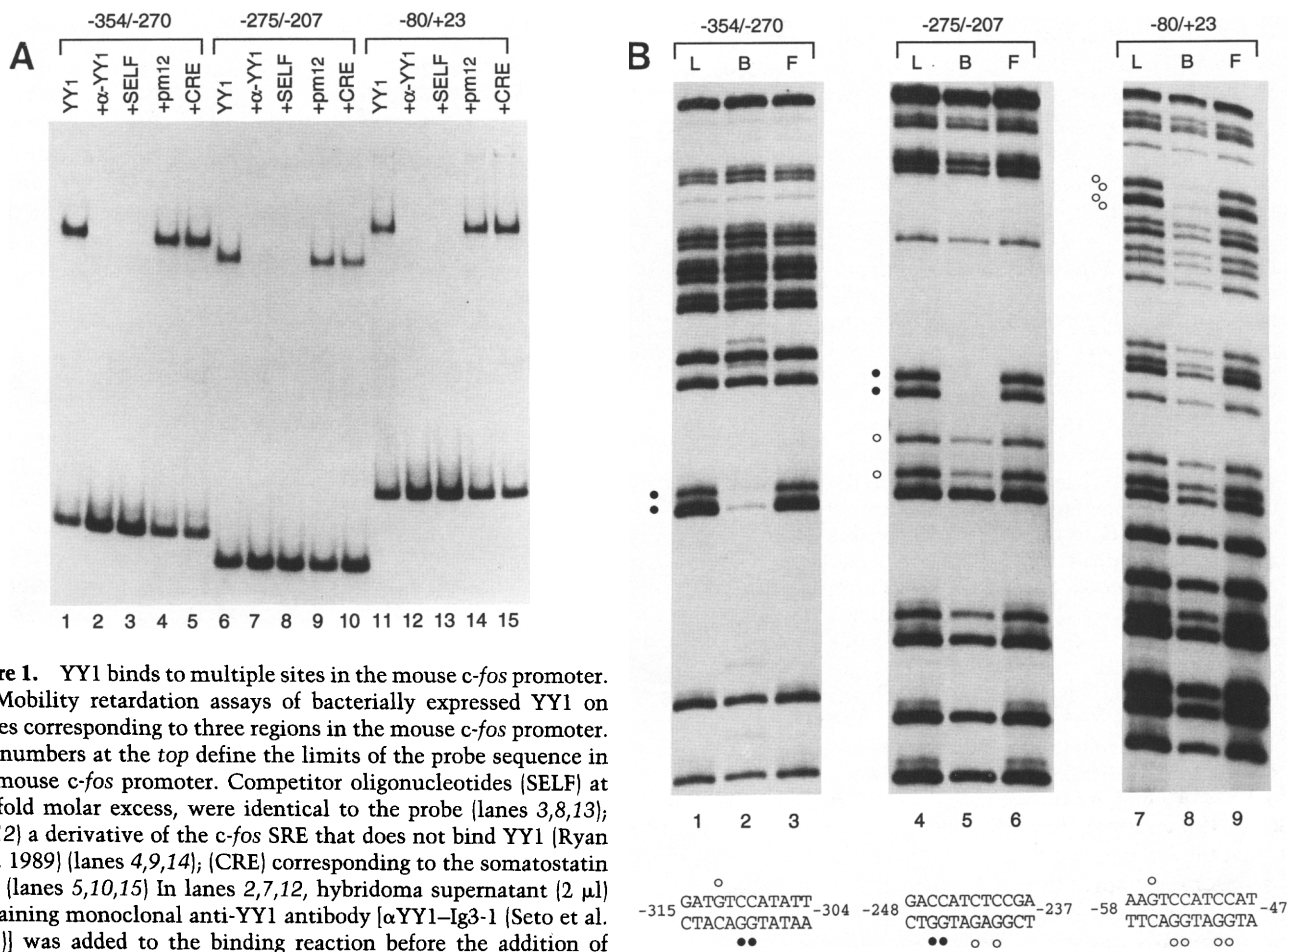 A
-354/-270 -275/-207 -80/+23
YY1 +α-YY1 +SELF +pm12 +CRE YY1 +α-YY1 +SELF +pm12 +CRE YY1 +α-YY1 +SELF +pm12 +CRE
1 2 3 4 5 6 7 8 9 10 11 12 13 14 15
re 1. YY1 binds to multiple sites in the mouse c-fos promoter.
Mobility retardation assays of bacterially expressed YY1 on
es corresponding to three regions in the mouse c-fos promoter.
numbers at the top define the limits of the probe sequence in
mouse c-fos promoter. Competitor oligonucleotides (SELF) at
fold molar excess, were identical to the probe (lanes 3,8,13);
2) a derivative of the c-fos SRE that does not bind YY1 (Ryan
1989) (lanes 4,9,14); (CRE) corresponding to the somatostatin
(lanes 5,10,15) In lanes 2,7,12, hybridoma supernatant (2 μl)
aining monoclonal anti-YY1 antibody [αYY1–Ig3-1 (Seto et al.
)] was added to the binding reaction before the addition of
B
-354/-270 -275/-207 -80/+23
L B F L B F L B F
1 2 3 4 5 6 7 8 9
-315 GATGTCCATATT -304
CTACAGGTATAA
-248 GACCATCTCCGA -237
CTGGTAGAGGCT
-58 AAGTCCATCCAT -47
TTCAGGTAGGTA